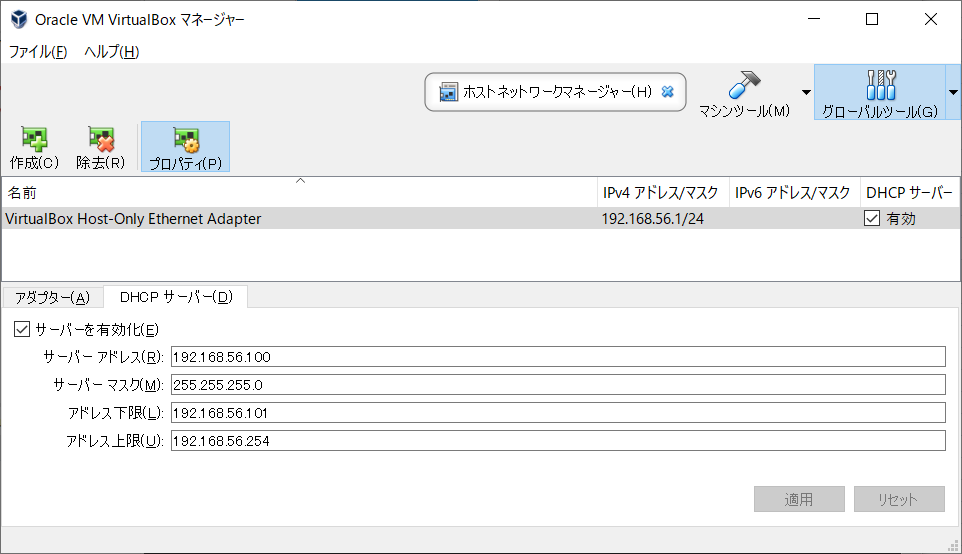 Oracle VM VirtualBox マネージャー
ファイル(F) ヘルプ(H)
ホストネットワークマネージャー(H)
マシンツール(M)
グローバルツール(G)
作成(C) 除去(R) プロパティ(P)
名前 IPv4 アドレス/マスク IPv6 アドレス/マスク DHCP サーバー
VirtualBox Host-Only Ethernet Adapter 192.168.56.1/24 有効
アダプター(A) DHCP サーバー(D)
サーバーを有効化(E)
サーバー アドレス(R): 192.168.56.100
サーバー マスク(M): 255.255.255.0
アドレス下限(L): 192.168.56.101
アドレス上限(U): 192.168.56.254
適用 リセット